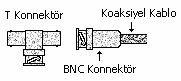 T Konnektör
Koaksiyel Kablo
BNC Konnektör